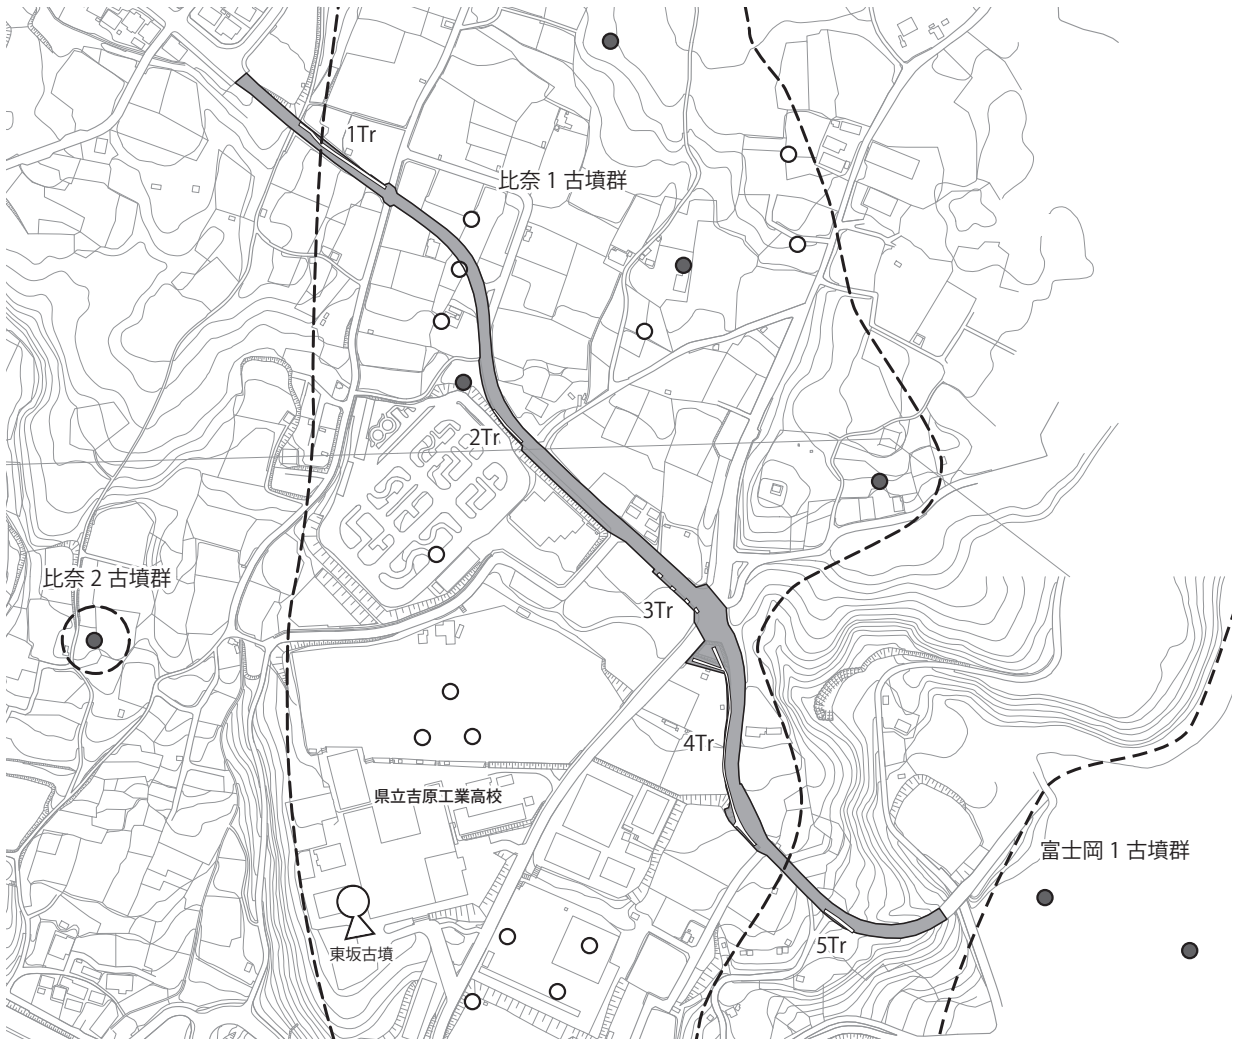 1Tr
比奈 1 古墳群
2Tr
比奈 2 古墳群
3Tr
4Tr
県立吉原工業高校
富士岡 1 古墳群
5Tr
東坂古墳